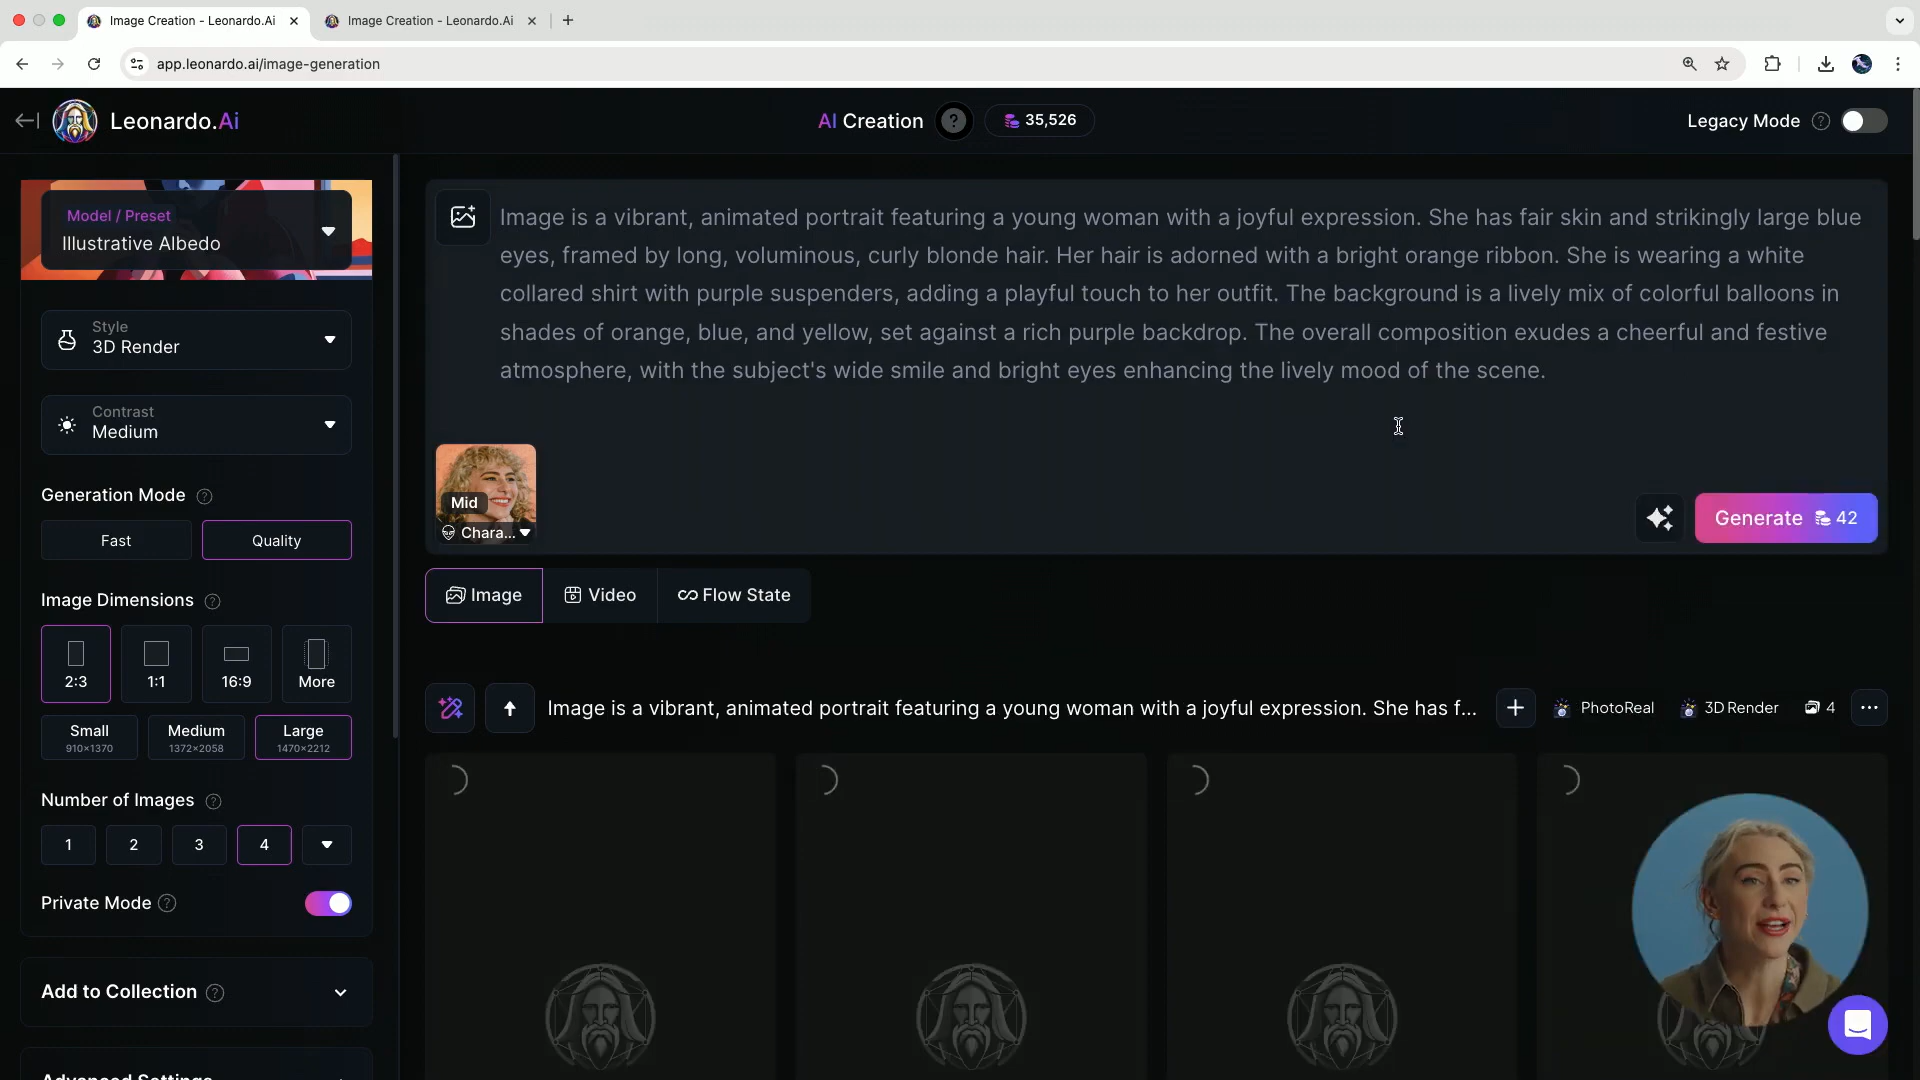 Image Creation - Leonardo.Ai
Image Creation - Leonardo.Ai
app.leonardo.ai/image-generation
Leonardo.Ai
AI Creation
?
35,526
Legacy Mode
?
Model / Preset
Illustrative Albedo
Style
3D Render
Contrast
Medium
Generation Mode ?
Fast
Quality
Image Dimensions ?
2:3
1:1
16:9
More
Small
910×1370
Medium
1372×2058
Large
1470×2212
Number of Images ?
1
2
3
4
Private Mode ?
Add to Collection ?
Advanced Settings
Image is a vibrant, animated portrait featuring a young woman with a joyful expression. She has fair skin and strikingly large blue
eyes, framed by long, voluminous, curly blonde hair. Her hair is adorned with a bright orange ribbon. She is wearing a white
collared shirt with purple suspenders, adding a playful touch to her outfit. The background is a lively mix of colorful balloons in
shades of orange, blue, and yellow, set against a rich purple backdrop. The overall composition exudes a cheerful and festive
atmosphere, with the subject's wide smile and bright eyes enhancing the lively mood of the scene.
Mid
Chara...
Generate 42
Image
Video
Flow State
Image is a vibrant, animated portrait featuring a young woman with a joyful expression. She has f...
PhotoReal
3D Render
4